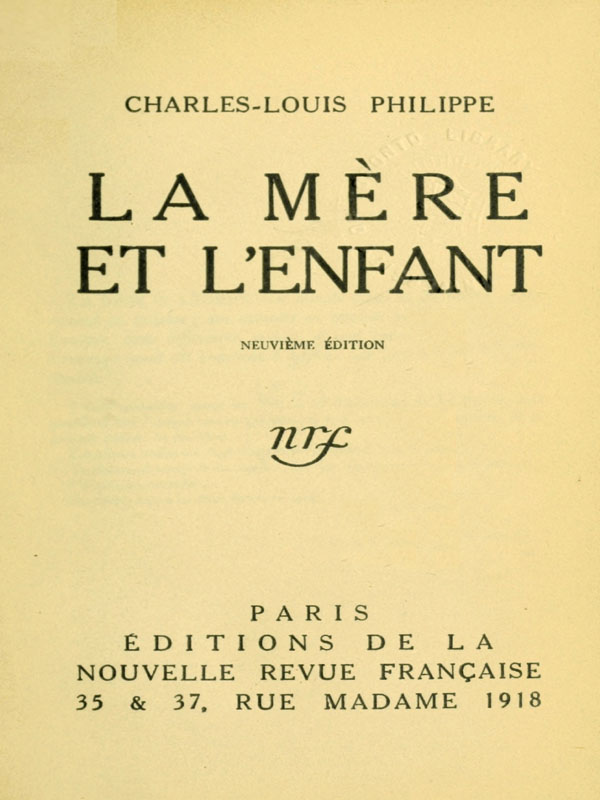 CHARLES-LOUIS PHILIPPE
LA MÈRE
ET L'ENFANT
NEUVIÈME ÉDITION
nrf
PARIS
ÉDITIONS DE LA
NOUVELLE REVUE FRANÇAISE
35 & 37, RUE MADAME 1918